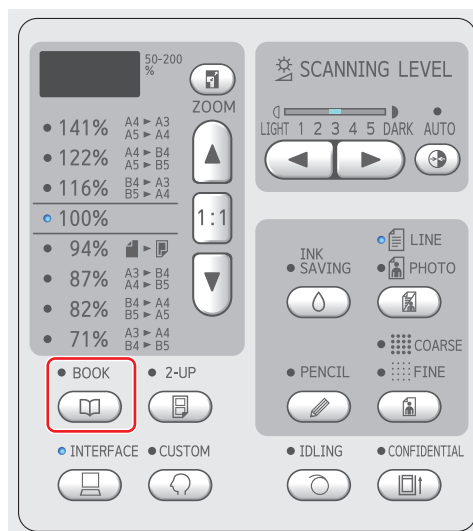 50-200
%
ZOOM
141% A4 ► A3
A5 ► A4
122% A4 ► B4
A5 ► B5
116% B4 ► A3
B5 ► A4
100%
1:1
94%
87% A3 ► B4
A4 ► B5
82% B4 ► A4
B5 ► A5
71% A3 ► A4
B4 ► B5
BOOK
2-UP
INTERFACE
CUSTOM
SCANNING LEVEL
LIGHT 1 2 3 4 5 DARK AUTO
INK
SAVING
LINE
PHOTO
COARSE
PENCIL
FINE
IDLING
CONFIDENTIAL